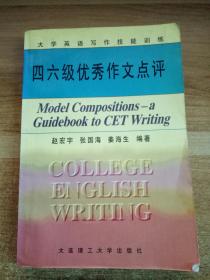 大学英语写作技能训练
四六级优秀作文点评
Model Compositions-a
Guidebook to CET Writing
赵宏宇 张国海 秦海生 编著
COLLEGE
ENGLISH
WRITING
大连理工大学出版社